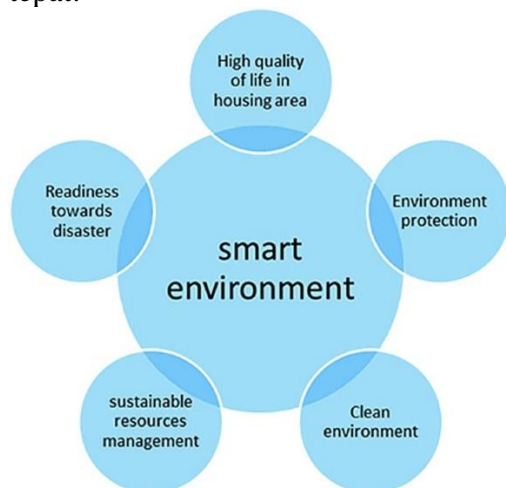 tepat.
High quality
of life in
housing area
Readiness
towards
disaster
Environment
protection
smart
environment
sustainable
resources
management
Clean
environment